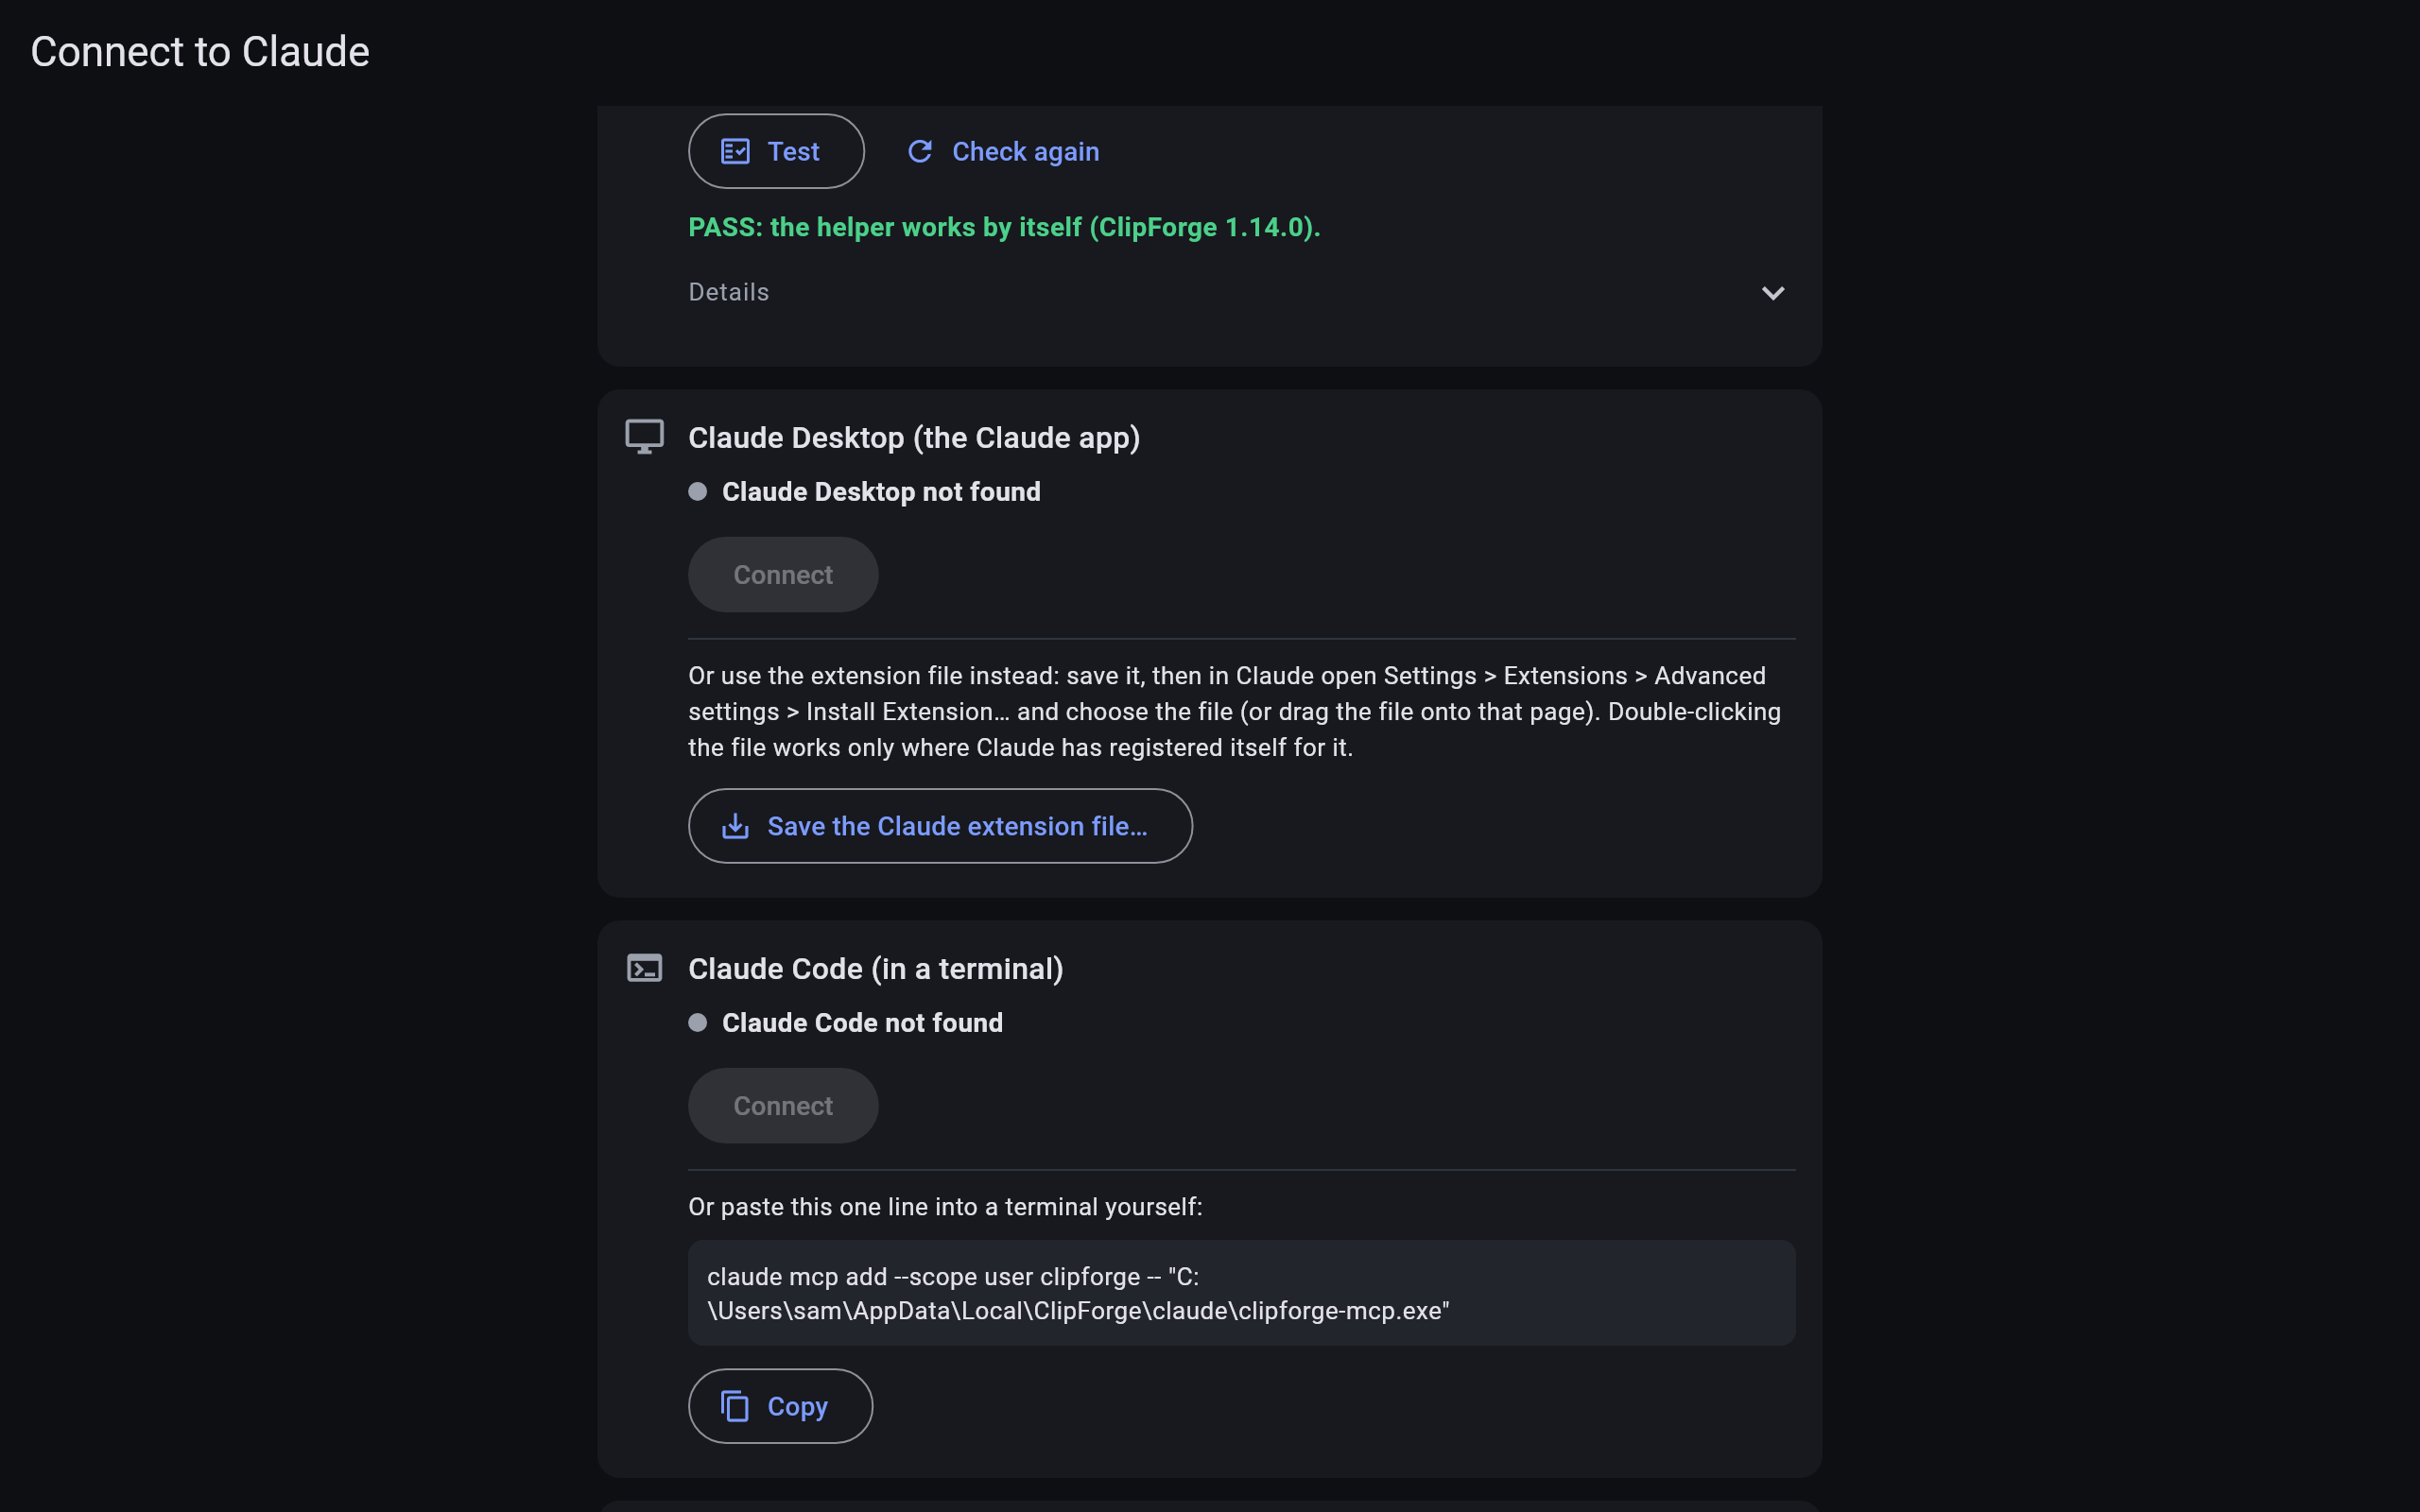 Connect to Claude
Test
Check again
PASS: the helper works by itself (ClipForge 1.14.0).
Details
Claude Desktop (the Claude app)
Claude Desktop not found
Connect
Or use the extension file instead: save it, then in Claude open Settings > Extensions > Advanced
settings > Install Extension… and choose the file (or drag the file onto that page). Double-clicking
the file works only where Claude has registered itself for it.
Save the Claude extension file…
Claude Code (in a terminal)
Claude Code not found
Connect
Or paste this one line into a terminal yourself:
claude mcp add --scope user clipforge -- "C:
\Users\sam\AppData\Local\ClipForge\claude\clipforge-mcp.exe"
Copy